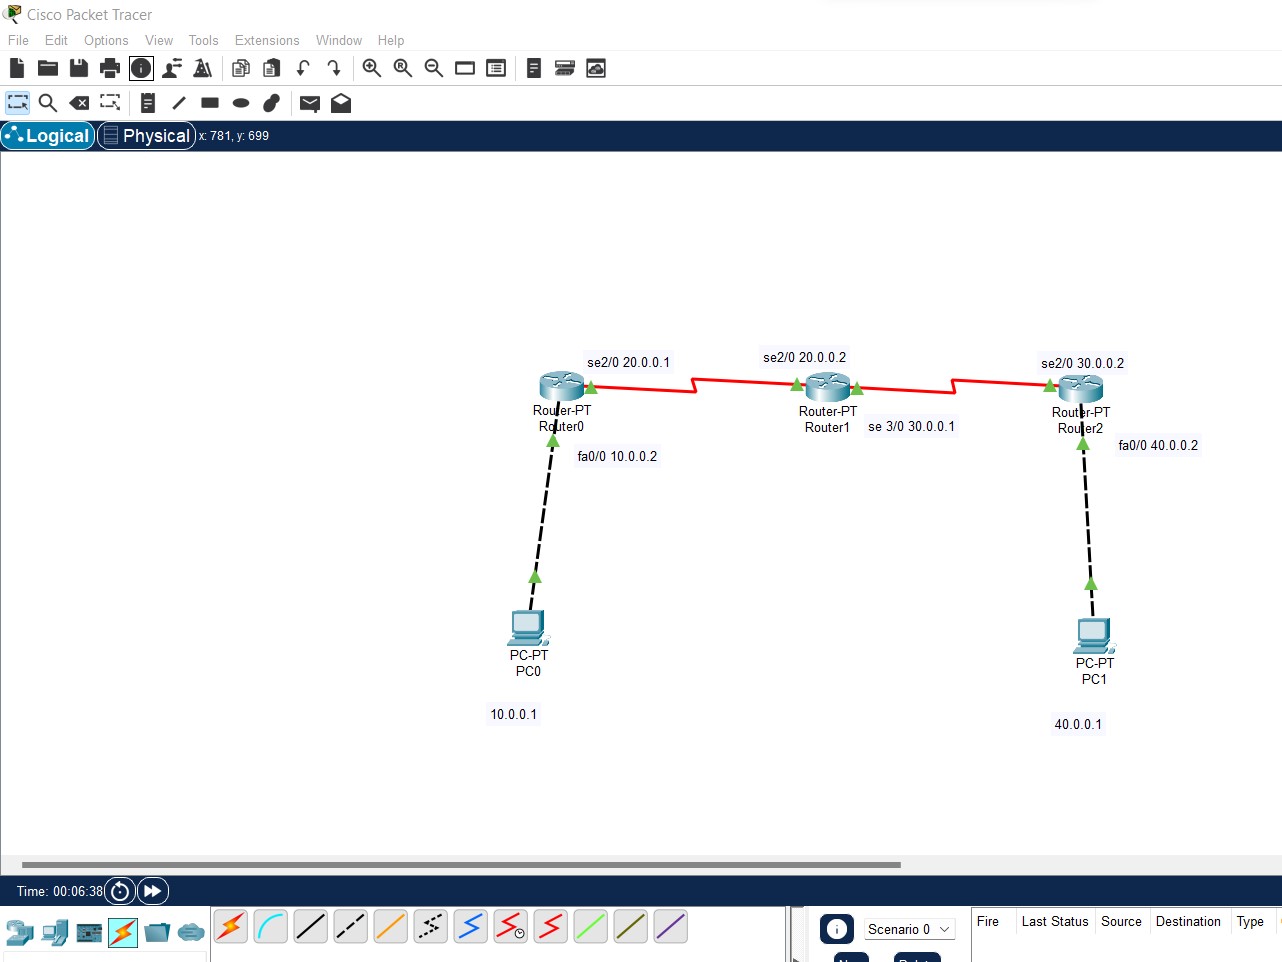 Cisco Packet Tracer
File Edit Options View Tools Extensions Window Help
Logical Physical x: 781, y: 699
se2/0 20.0.0.1
se2/0 20.0.0.2
se2/0 30.0.0.2
Router-PT
Router0
Router-PT
Router1
Router-PT
Router2
se 3/0 30.0.0.1
fa0/0 10.0.0.2
fa0/0 40.0.0.2
PC-PT
PC0
PC-PT
PC1
10.0.0.1
40.0.0.1
Time: 00:06:38
Scenario 0
Fire Last Status Source Destination Type